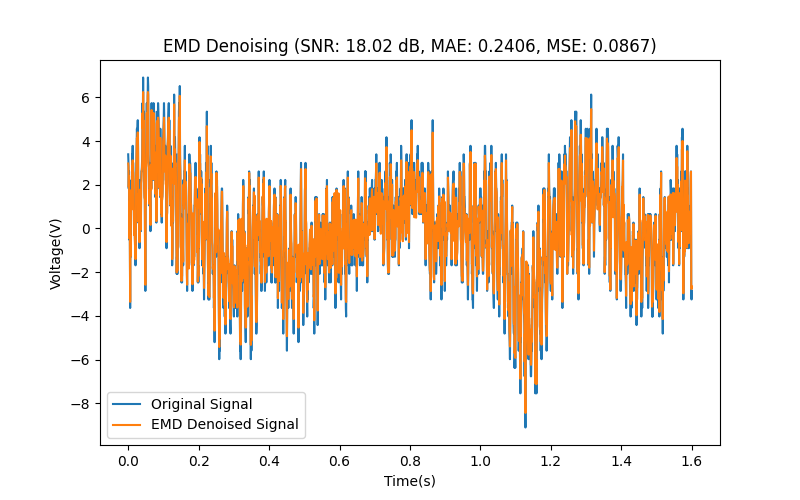 EMD Denoising (SNR: 18.02 dB, MAE: 0.2406, MSE: 0.0867)
6
4
2
0
−2
−4
−6
−8
Voltage(V)
Original Signal
EMD Denoised Signal
0.0 0.2 0.4 0.6 0.8 1.0 1.2 1.4 1.6
Time(s)